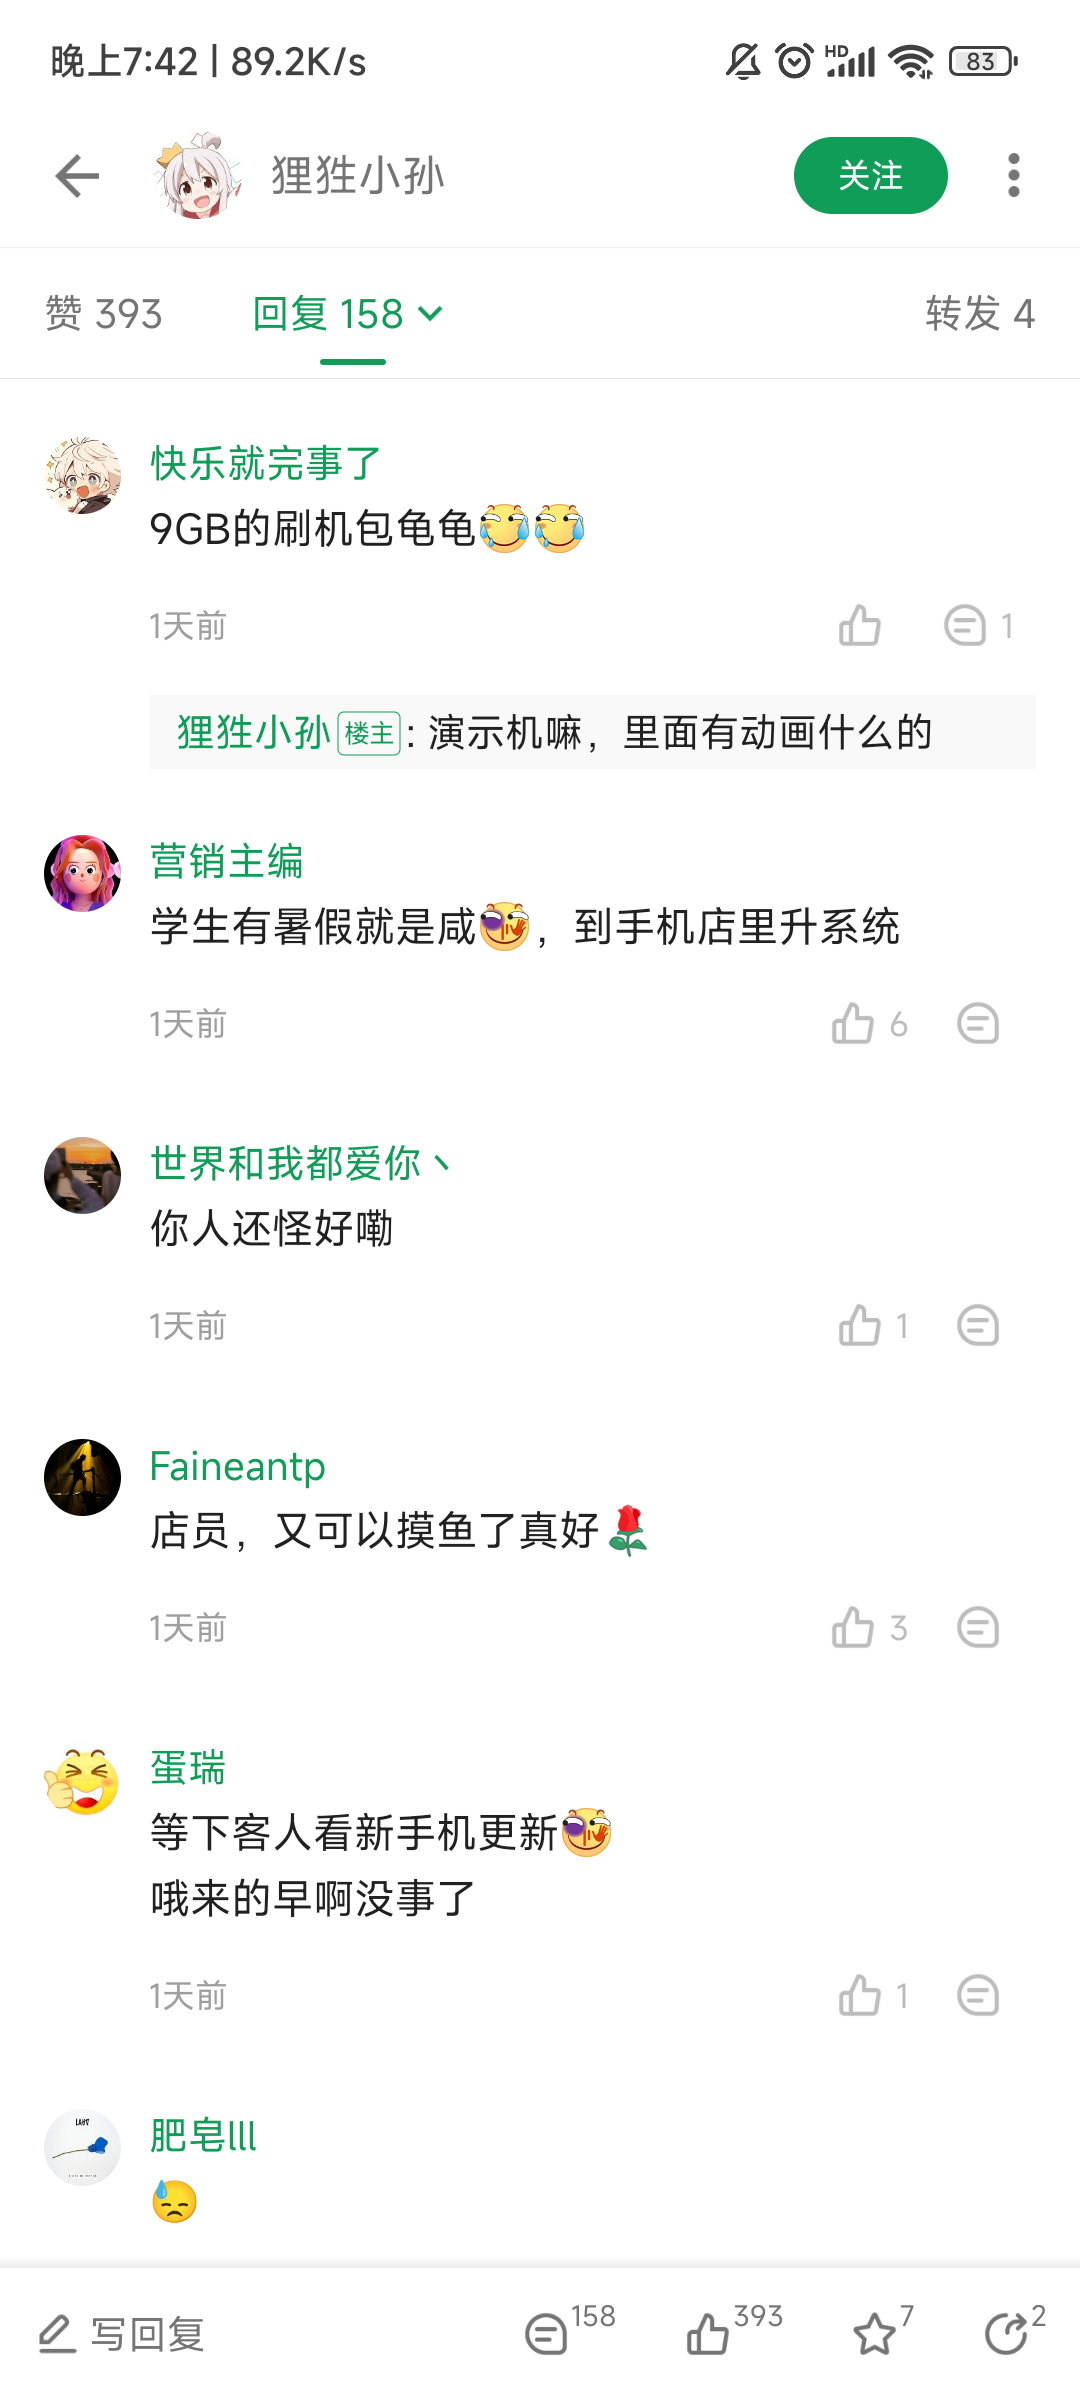 晚上7:42 | 89.2K/s
HD
83
狸狌小孙
关注
赞 393
回复 158
转发 4
快乐就完事了
9GB的刷机包龟龟
1天前
1
狸狌小孙 楼主: 演示机嘛，里面有动画什么的
营销主编
学生有暑假就是咸，到手机店里升系统
1天前
6
世界和我都爱你丶
你人还怪好嘞
1天前
1
Faineantp
店员，又可以摸鱼了真好
1天前
3
蛋瑞
等下客人看新手机更新
哦来的早啊没事了
1天前
1
肥皂lll
写回复
158
393
7
2